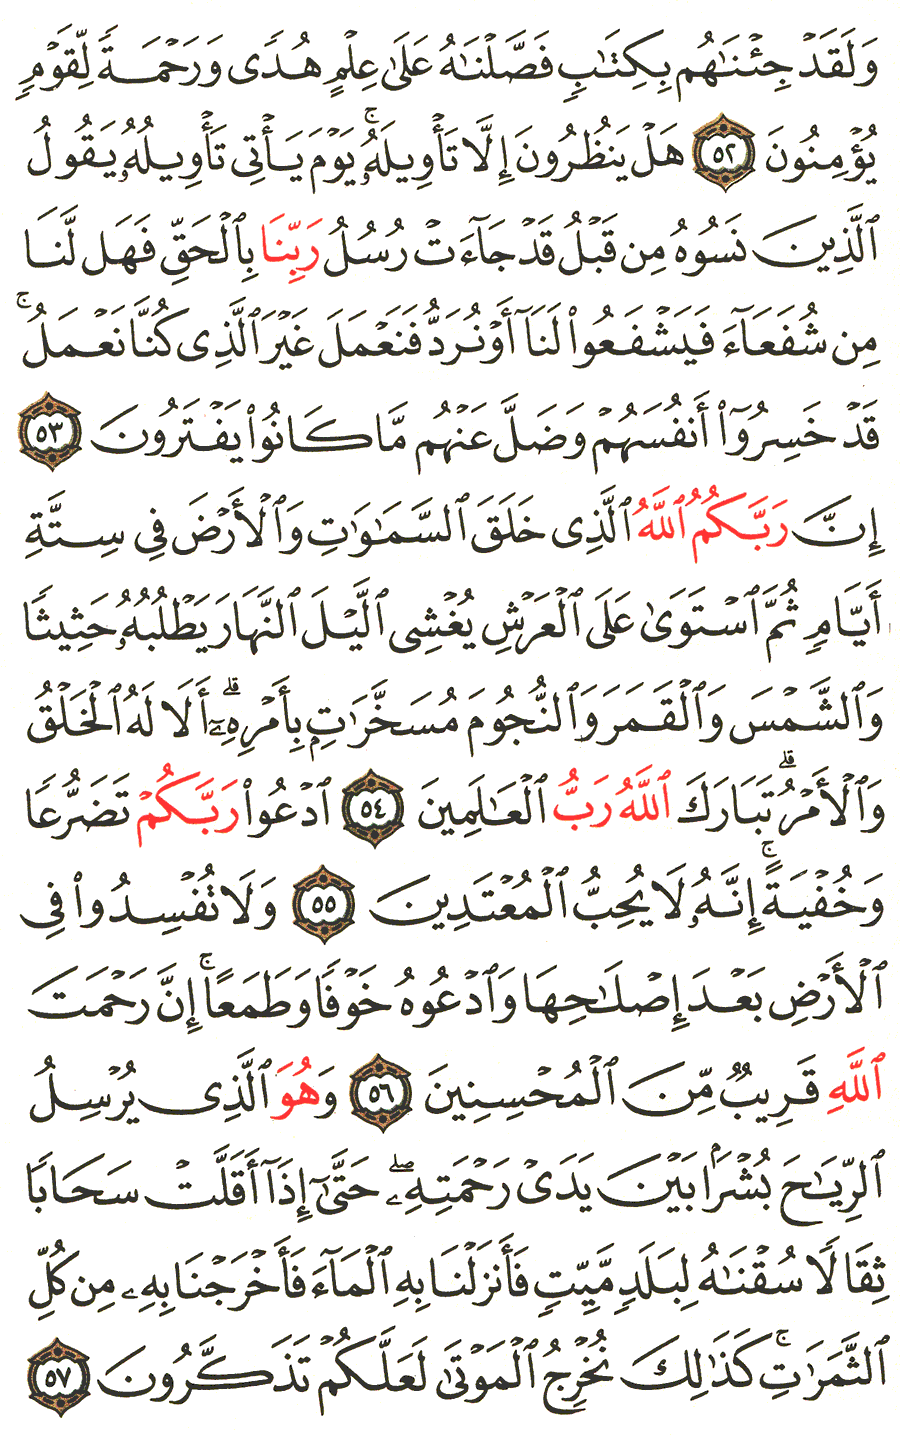 وَلَقَدْ جِئْنَٰهُم بِكِتَٰبٍ فَصَّلْنَٰهُ عَلَىٰ عِلْمٍ هُدًى وَرَحْمَةً لِّقَوْمٍ
يُؤْمِنُونَ ٥٢ هَلْ يَنظُرُونَ إِلَّا تَأْوِيلَهُۥ ۚ يَوْمَ يَأْتِى تَأْوِيلُهُۥ يَقُولُ
ٱلَّذِينَ نَسُوهُ مِن قَبْلُ قَدْ جَآءَتْ رُسُلُ رَبِّنَا بِٱلْحَقِّ فَهَل لَّنَا
مِن شُفَعَآءَ فَيَشْفَعُوا۟ لَنَآ أَوْ نُرَدُّ فَنَعْمَلَ غَيْرَ ٱلَّذِى كُنَّا نَعْمَلُ ۚ
قَدْ خَسِرُوٓا۟ أَنفُسَهُمْ وَضَلَّ عَنْهُم مَّا كَانُوا۟ يَفْتَرُونَ ٥٣
إِنَّ رَبَّكُمُ ٱللَّهُ ٱلَّذِى خَلَقَ ٱلسَّمَٰوَٰتِ وَٱلْأَرْضَ فِى سِتَّةِ
أَيَّامٍ ثُمَّ ٱسْتَوَىٰ عَلَى ٱلْعَرْشِ يُغْشِى ٱلَّيْلَ ٱلنَّهَارَ يَطْلُبُهُۥ حَثِيثًا
وَٱلشَّمْسَ وَٱلْقَمَرَ وَٱلنُّجُومَ مُسَخَّرَٰتٍۭ بِأَمْرِهِۦٓ ۗ أَلَا لَهُ ٱلْخَلْقُ
وَٱلْأَمْرُ ۗ تَبَارَكَ ٱللَّهُ رَبُّ ٱلْعَٰلَمِينَ ٥٤ ٱدْعُوا۟ رَبَّكُمْ تَضَرُّعًا
وَخُفْيَةً ۚ إِنَّهُۥ لَا يُحِبُّ ٱلْمُعْتَدِينَ ٥٥ وَلَا تُفْسِدُوا۟ فِى
ٱلْأَرْضِ بَعْدَ إِصْلَٰحِهَا وَٱدْعُوهُ خَوْفًا وَطَمَعًا ۚ إِنَّ رَحْمَتَ
ٱللَّهِ قَرِيبٌ مِّنَ ٱلْمُحْسِنِينَ ٥٦ وَهُوَ ٱلَّذِى يُرْسِلُ
ٱلرِّيَٰحَ بُشْرًۢا بَيْنَ يَدَىْ رَحْمَتِهِۦ ۖ حَتَّىٰٓ إِذَآ أَقَلَّتْ سَحَابًا
ثِقَالًا سُقْنَٰهُ لِبَلَدٍ مَّيِّتٍ فَأَنزَلْنَا بِهِ ٱلْمَآءَ فَأَخْرَجْنَا بِهِۦ مِن كُلِّ
ٱلثَّمَرَٰتِ ۚ كَذَٰلِكَ نُخْرِجُ ٱلْمَوْتَىٰ لَعَلَّكُمْ تَذَكَّرُونَ ٥٧